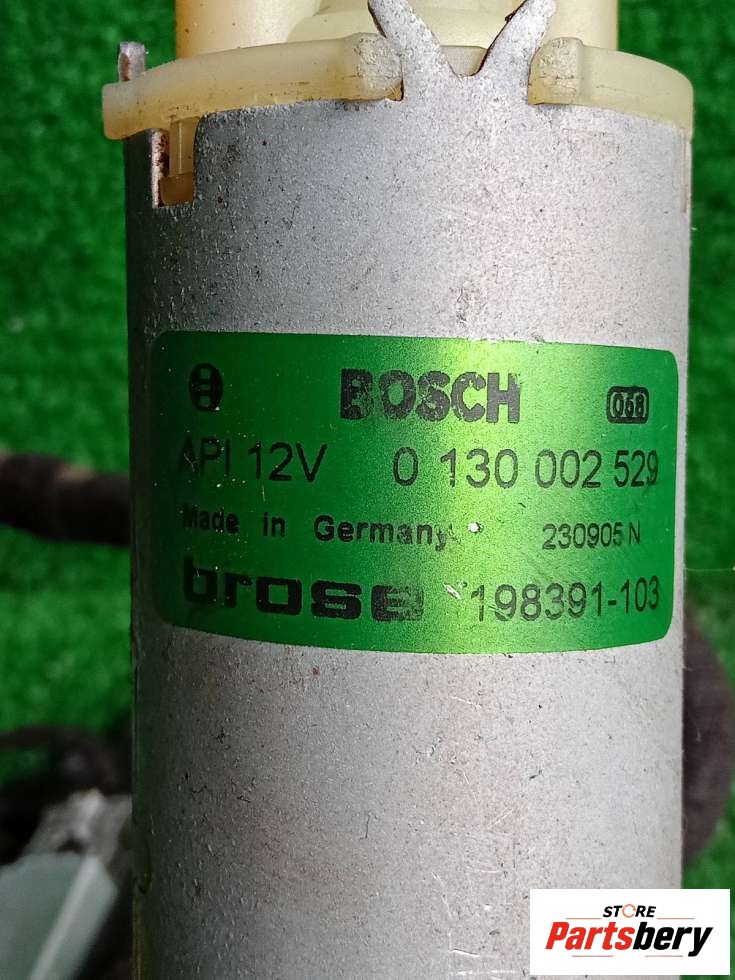 BOSCH 068
API 12V 0 130 002 529
Made in Germany 230905 N
brose 198391-103
STORE
Partsbery